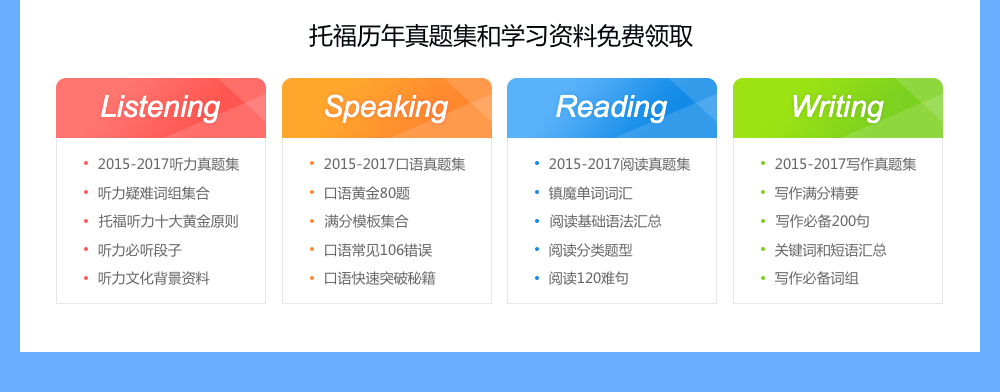 托福历年真题集和学习资料免费领取
Listening
2015-2017听力真题集
听力疑难词组集合
托福听力十大黄金原则
听力必听段子
听力文化背景资料
Speaking
2015-2017口语真题集
口语黄金80题
满分模板集合
口语常见106错误
口语快速突破秘籍
Reading
2015-2017阅读真题集
镇魔单词词汇
阅读基础语法汇总
阅读分类题型
阅读120难句
Writing
2015-2017写作真题集
写作满分精要
写作必备200句
关键词和短语汇总
写作必备词组